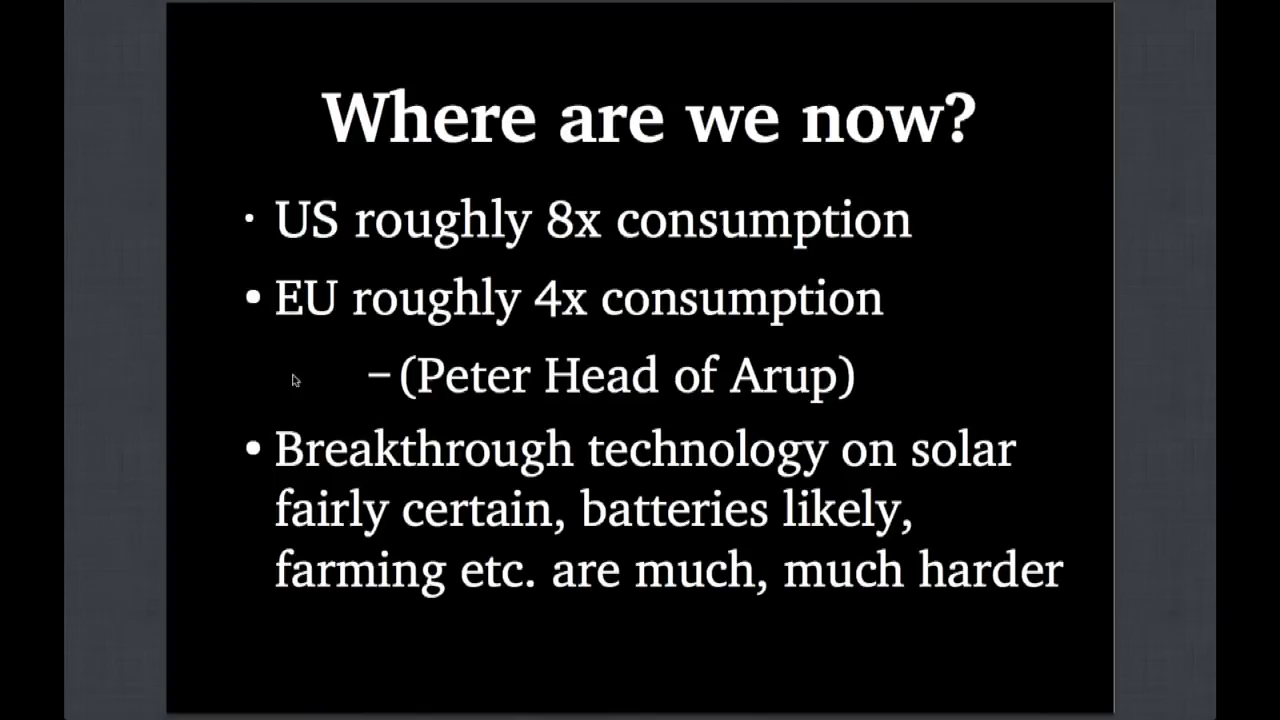 Where are we now?
• US roughly 8x consumption
• EU roughly 4x consumption
–(Peter Head of Arup)
• Breakthrough technology on solar
fairly certain, batteries likely,
farming etc. are much, much harder